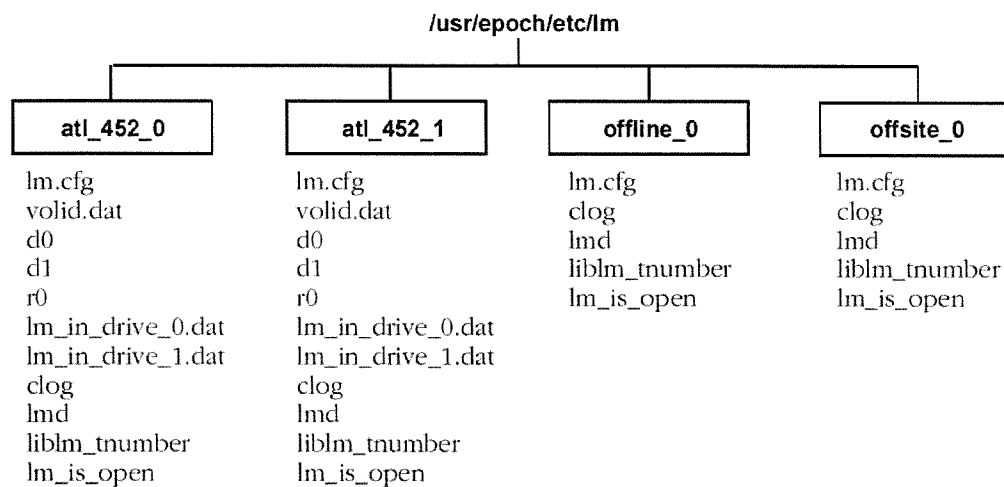 /usr/epoch/etc/lm
atl_452_0
lm.cfg
volid.dat
d0
d1
r0
lm_in_drive_0.dat
lm_in_drive_1.dat
clog
lmd
liblm_tnumber
lm_is_open
atl_452_1
lm.cfg
volid.dat
d0
d1
r0
lm_in_drive_0.dat
lm_in_drive_1.dat
clog
lmd
liblm_tnumber
lm_is_open
offline_0
lm.cfg
clog
lmd
liblm_tnumber
lm_is_open
offsite_0
lm.cfg
clog
lmd
liblm_tnumber
lm_is_open